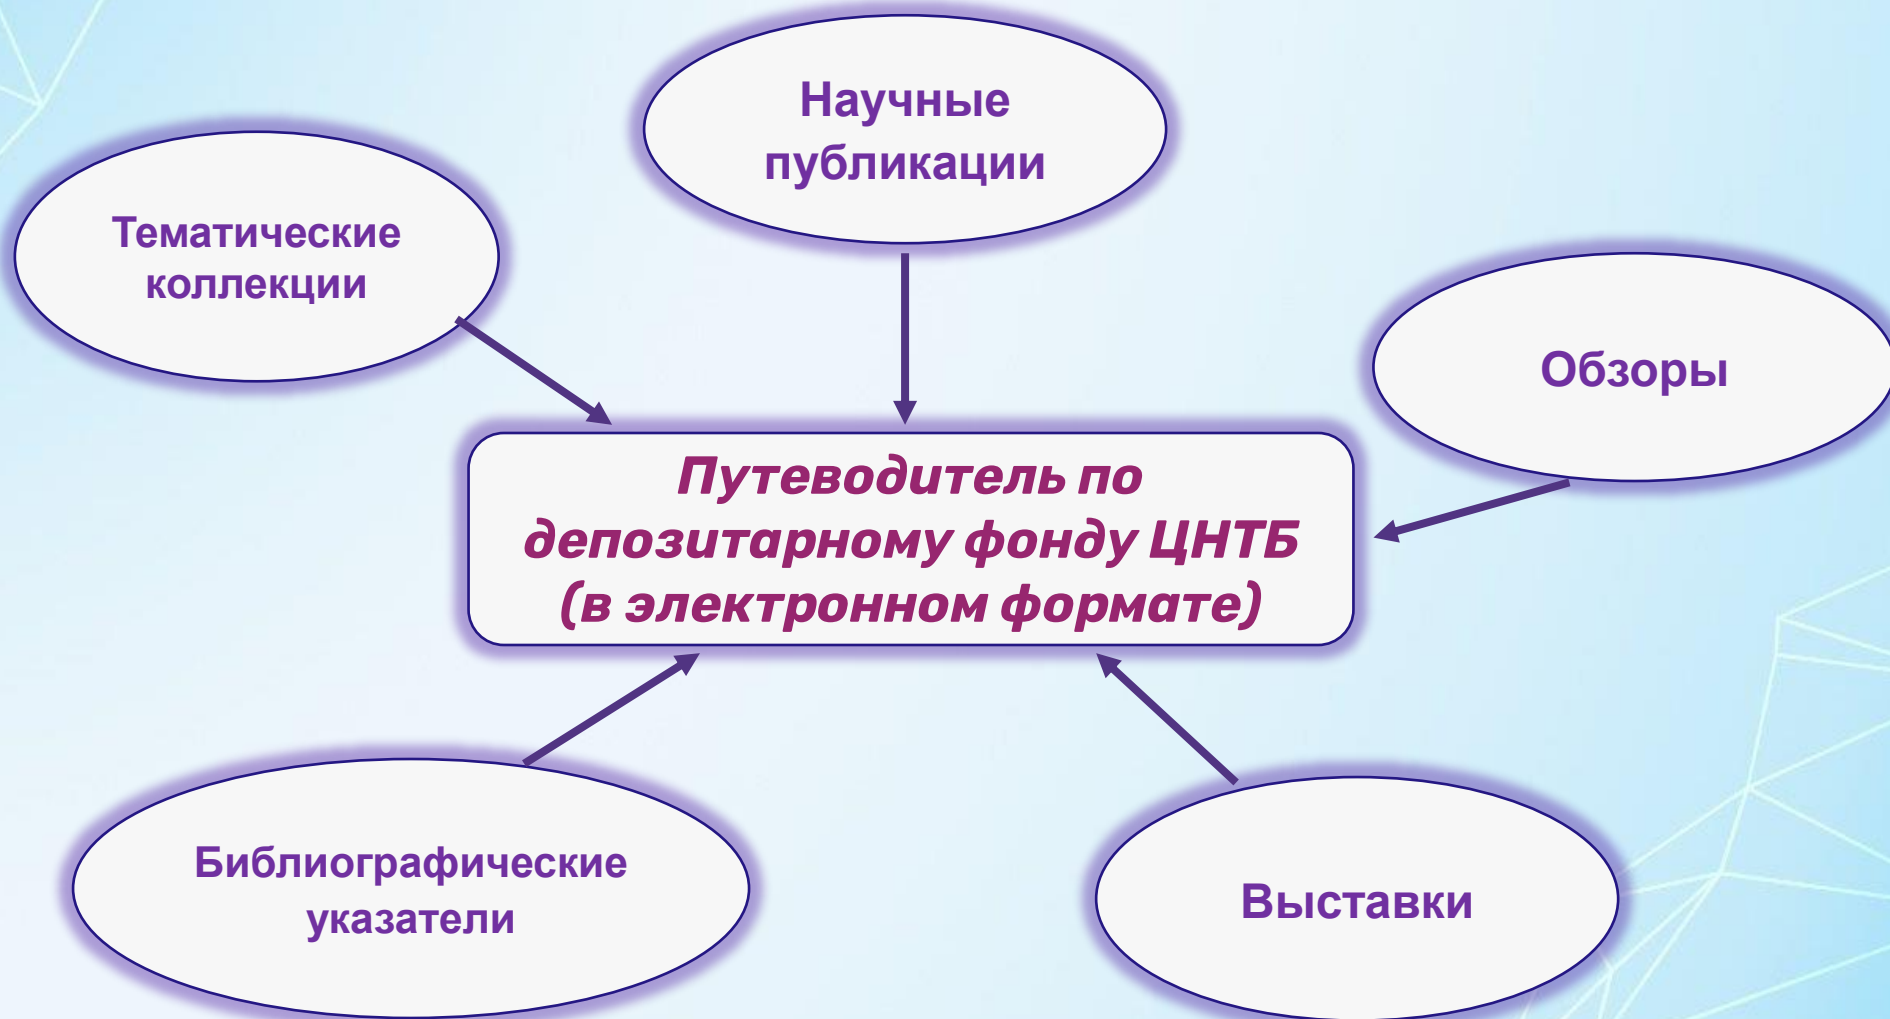 Научные
публикации
Тематические
коллекции
Обзоры
Путеводитель по
депозитарному фонду ЦНТБ
(в электронном формате)
Библиографические
указатели
Выставки